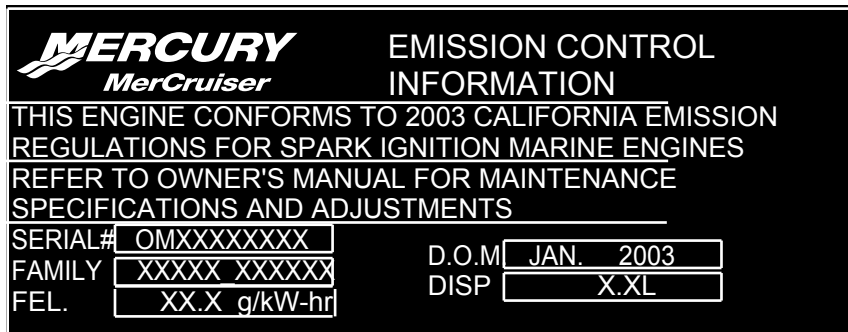 MERCURY
MerCruiser
EMISSION CONTROL
INFORMATION
THIS ENGINE CONFORMS TO 2003 CALIFORNIA EMISSION
REGULATIONS FOR SPARK IGNITION MARINE ENGINES
REFER TO OWNER'S MANUAL FOR MAINTENANCE
SPECIFICATIONS AND ADJUSTMENTS
SERIAL# OMXXXXXXXX
FAMILY XXXXX_XXXXXX
FEL. XX.X g/kW-hr
D.O.M. JAN. 2003
DISP X.XL